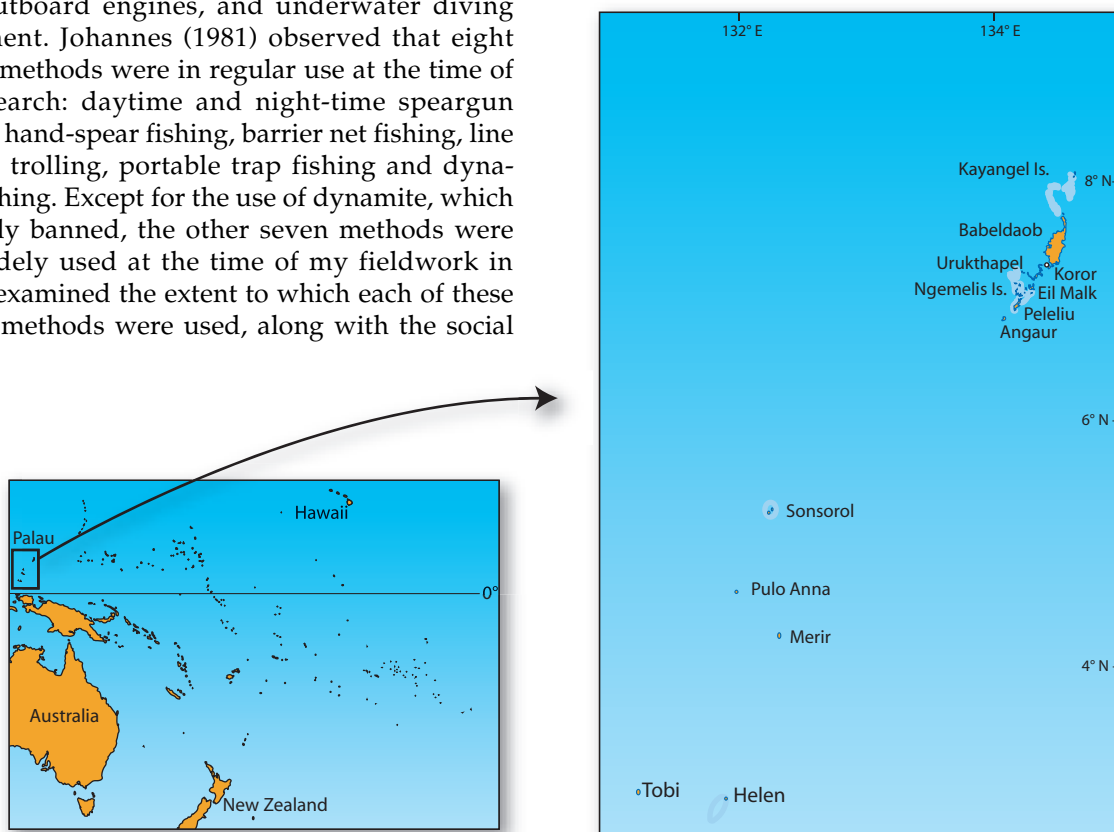 utboard engines, and underwater diving
ment. Johannes (1981) observed that eight
methods were in regular use at the time of
earch: daytime and night-time speargun
hand-spear fishing, barrier net fishing, line
trolling, portable trap fishing and dyna-
hing. Except for the use of dynamite, which
ly banned, the other seven methods were
dely used at the time of my fieldwork in
examined the extent to which each of these
methods were used, along with the social
Hawaii
Palau
0°
Australia
New Zealand
132° E
134° E
Kayangel Is.
8° N
Babeldaob
Urukthapel
Koror
Ngemelis Is.
Eil Malk
Peleliu
Angaur
6° N
Sonsorol
Pulo Anna
Merir
4° N
Tobi
Helen